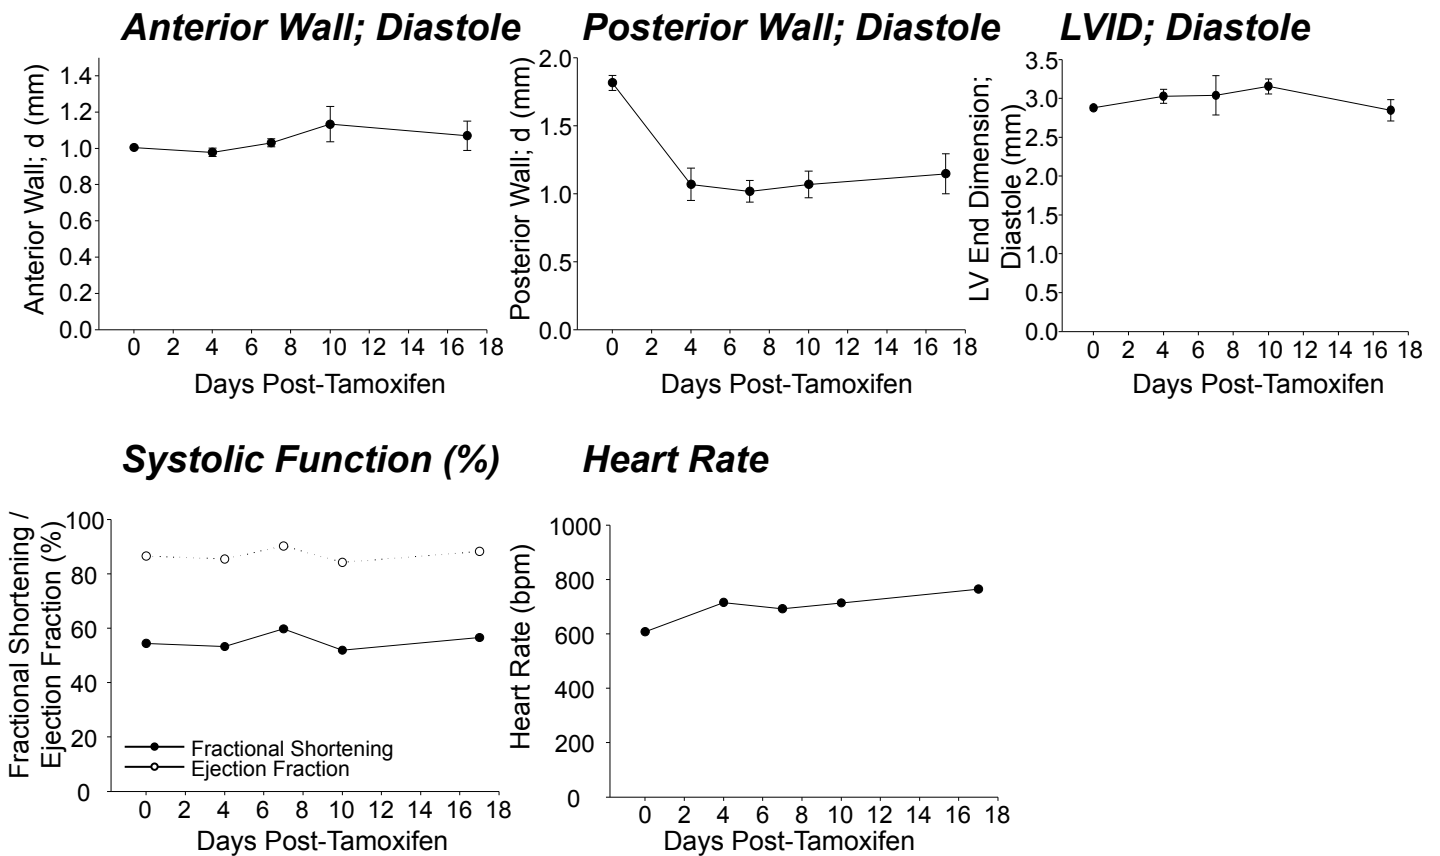 Anterior Wall; Diastole
Anterior Wall; d (mm)
1.4
1.2
1.0
0.8
0.6
0.4
0.2
0.0
0 2 4 6 8 10 12 14 16 18
Days Post-Tamoxifen
Posterior Wall; Diastole
Posterior Wall; d (mm)
2.0
1.5
1.0
0.5
0.0
0 2 4 6 8 10 12 14 16 18
Days Post-Tamoxifen
LVID; Diastole
LV End Dimension;
Diastole (mm)
3.5
3.0
2.5
2.0
1.5
1.0
0.5
0.0
0 2 4 6 8 10 12 14 16 18
Days Post-Tamoxifen
Systolic Function (%)
Fractional Shortening /
Ejection Fraction (%)
100
80
60
40
20
0
Fractional Shortening
Ejection Fraction
0 2 4 6 8 10 12 14 16 18
Days Post-Tamoxifen
Heart Rate
Heart Rate (bpm)
1000
800
600
400
200
0
0 2 4 6 8 10 12 14 16 18
Days Post-Tamoxifen